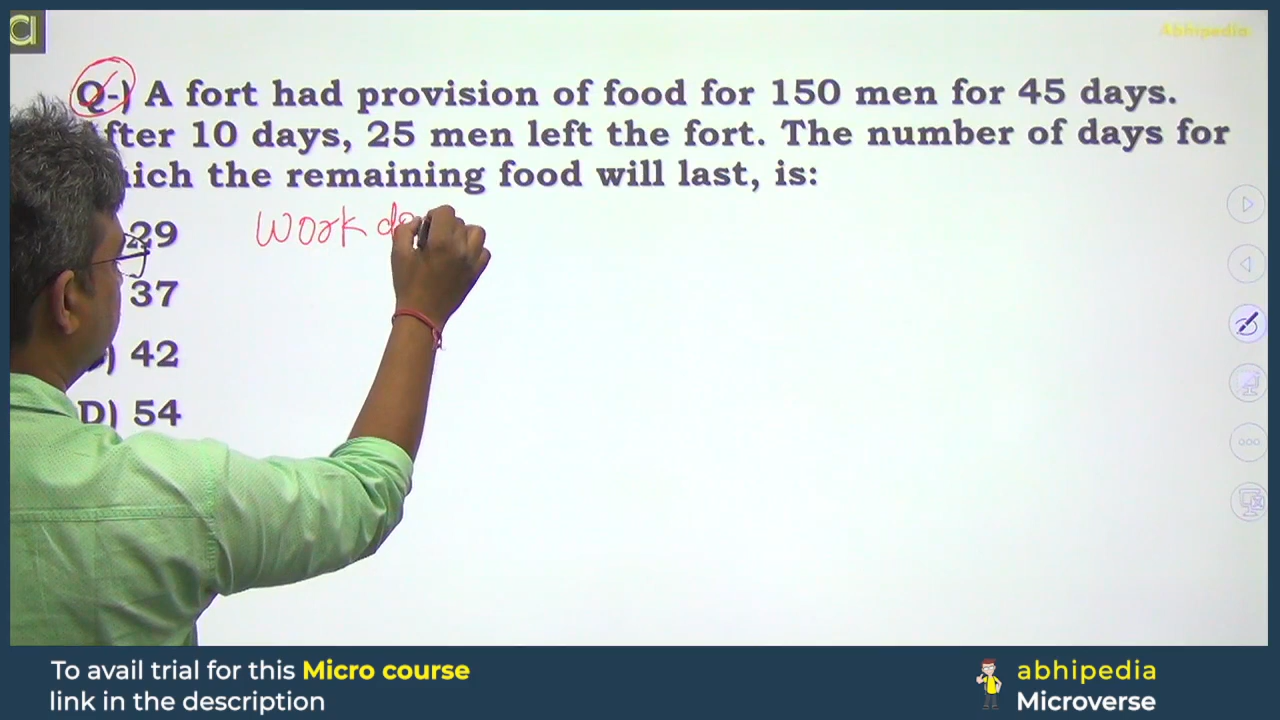 a
Abhipedia
Q-) A fort had provision of food for 150 men for 45 days.
After 10 days, 25 men left the fort. The number of days for
which the remaining food will last, is:
29
37
) 42
D) 54
Work do
To avail trial for this Micro course
link in the description
abhipedia
Microverse